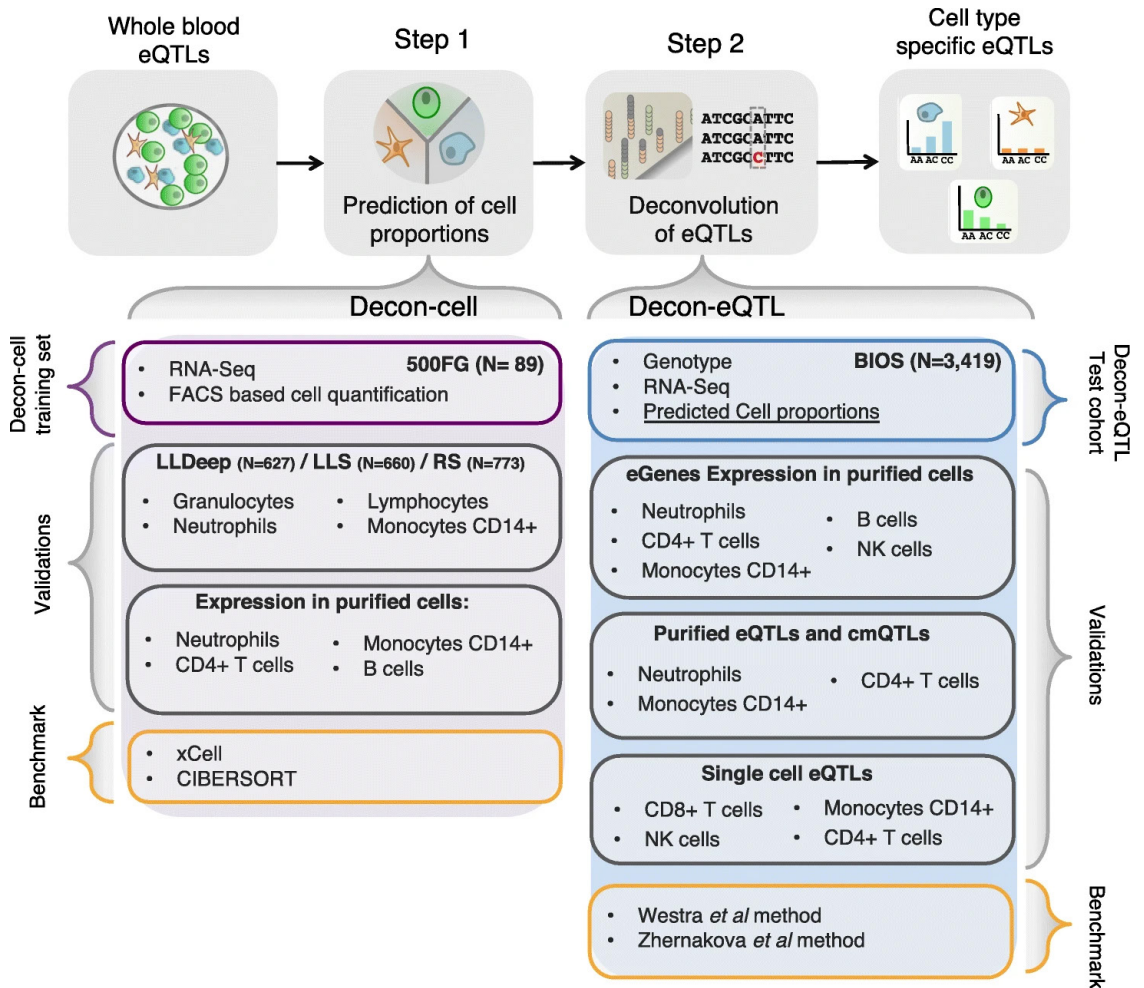 Whole blood
eQTLs
Step 1
Step 2
Cell type
specific eQTLs
Prediction of cell
proportions
ATCGCATTC
ATCGCATTC
ATCGCCTTC
Deconvolution
of eQTLs
AA AC CC
AA AC CC
AA AC CC
Decon-cell
Decon-eQTL
Decon-cell
training set
• RNA-Seq
500FG (N= 89)
• FACS based cell quantification
Validations
LLDeep (N=627) / LLS (N=660) / RS (N=773)
• Granulocytes
• Neutrophils
• Lymphocytes
• Monocytes CD14+
Expression in purified cells:
• Neutrophils
• CD4+ T cells
• Monocytes CD14+
• B cells
Benchmark
• xCell
• CIBERSORT
• Genotype
BIOS (N=3,419)
• RNA-Seq
• Predicted Cell proportions
Decon-eQTL
Test cohort
eGenes Expression in purified cells
• Neutrophils
• CD4+ T cells
• Monocytes CD14+
• B cells
• NK cells
Purified eQTLs and cmQTLs
• Neutrophils
• Monocytes CD14+
• CD4+ T cells
Validations
Single cell eQTLs
• CD8+ T cells
• NK cells
• Monocytes CD14+
• CD4+ T cells
• Westra et al method
• Zhernakova et al method
Benchmark